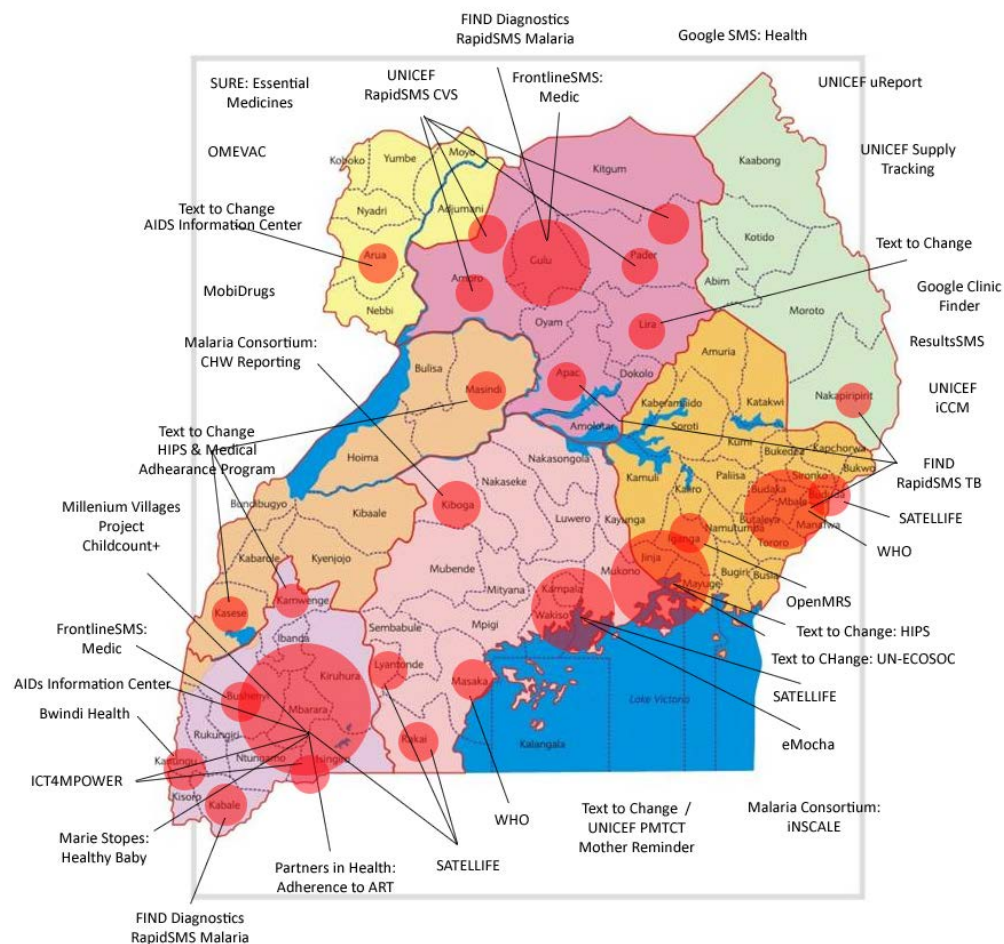 FIND Diagnostics
RapidSMS Malaria
Google SMS: Health
UNICEF
RapidSMS CVS
FrontlineSMS:
Medic
SURE: Essential
Medicines
UNICEF uReport
OMEVAC
UNICEF Supply
Tracking
Text to Change
AIDS Information Center
Text to Change
MobiDrugs
Google Clinic
Finder
Malaria Consortium:
CHW Reporting
ResultsSMS
UNICEF
iCCM
Text to Change
HIPS & Medical
Adhearance Program
FIND
RapidSMS TB
Millenium Villages
Project
Childcount+
SATELLIFE
WHO
OpenMRS
FrontlineSMS:
Medic
Text to Change: HIPS
Text to CHange: UN-ECOSOC
AIDs Information Center
SATELLIFE
Bwindi Health
eMocha
ICT4MPOWER
Marie Stopes:
Healthy Baby
WHO
Text to Change /
UNICEF PMTCT
Mother Reminder
Malaria Consortium:
iNSCALE
Partners in Health:
Adherence to ART
SATELLIFE
FIND Diagnostics
RapidSMS Malaria
Koboko
Yumbe
Moyo
Kitgum
Kaabong
Nyadri
Adjumani
Kotido
Arua
Gulu
Pader
Abim
Amoro
Nebbi
Oyam
Lira
Moroto
Bulisa
Masindi
Apac
Dokolo
Amuria
Nakapiripirit
Kaberamaido
Katakwi
Amolotar
Soroti
Kumi
Bukedea
Kapchorwa
Hoima
Nakasongola
Kamuli
Pallisa
Sironko
Bukwo
Bundibugyo
Kibaale
Kiboga
Nakaseke
Luwero
Kayunga
Kaliro
Budaka
Mbale
Namutumba
Butaleja
Manafwa
Kabarole
Kyenjojo
Iganga
Tororo
Mubende
Mukono
Jinja
Mayuge
Bugiri
Busia
Kasese
Kamwenge
Mityana
Kampala
Wakiso
Ibanda
Sembabule
Mpigi
Kiruhura
Lyantonde
Masaka
Bushenyi
Mbarara
Lake Victoria
Rukungiri
Rakai
Kalangala
Kanungu
Ntungamo
Isingiro
Kisoro
Kabale